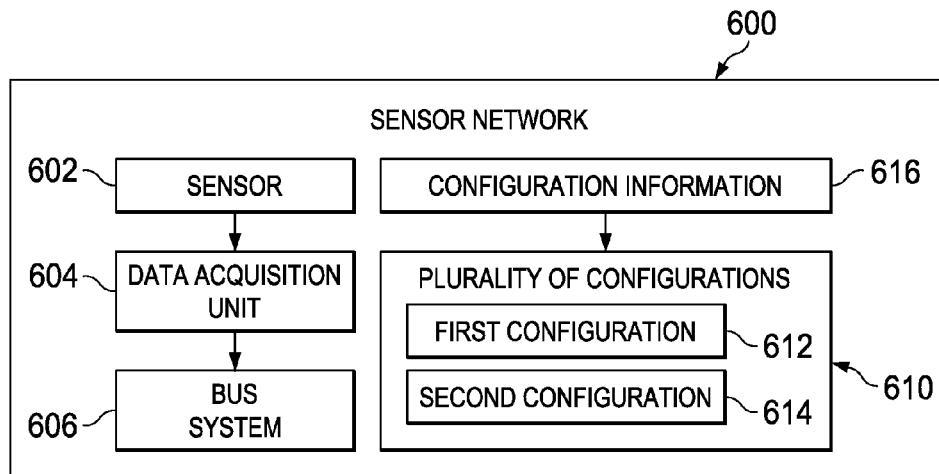 600
SENSOR NETWORK
602
SENSOR
CONFIGURATION INFORMATION
616
604
DATA ACQUISITION
UNIT
PLURALITY OF CONFIGURATIONS
FIRST CONFIGURATION
612
610
606
BUS
SYSTEM
SECOND CONFIGURATION
614